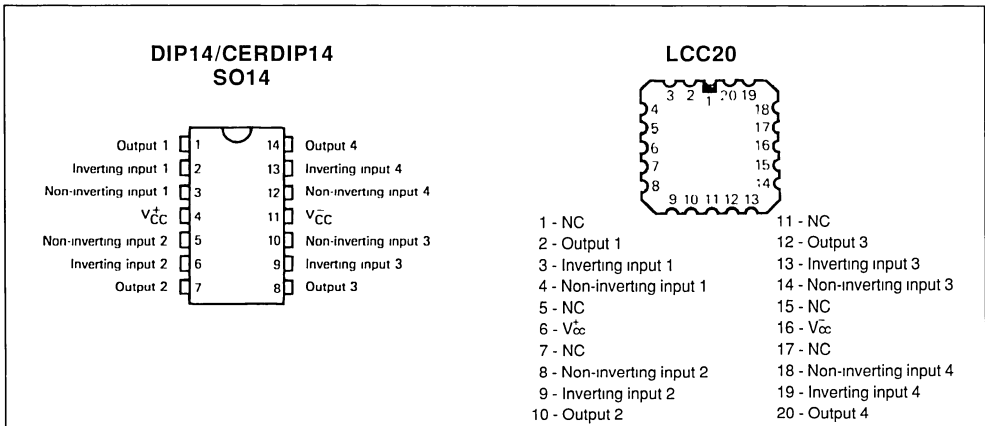 DIP14/CERDIP14
SO14
Output 1 1
Inverting input 1 2
Non-inverting input 1 3
V+CC 4
Non-inverting input 2 5
Inverting input 2 6
Output 2 7
14 Output 4
13 Inverting input 4
12 Non-inverting input 4
11 V-CC
10 Non-inverting input 3
9 Inverting input 3
8 Output 3
LCC20
3 2 1 20 19
4
5
6
7
8
18
17
16
15
14
9 10 11 12 13
1 - NC
2 - Output 1
3 - Inverting input 1
4 - Non-inverting input 1
5 - NC
6 - V+cc
7 - NC
8 - Non-inverting input 2
9 - Inverting input 2
10 - Output 2
11 - NC
12 - Output 3
13 - Inverting input 3
14 - Non-inverting input 3
15 - NC
16 - V-cc
17 - NC
18 - Non-inverting input 4
19 - Inverting input 4
20 - Output 4